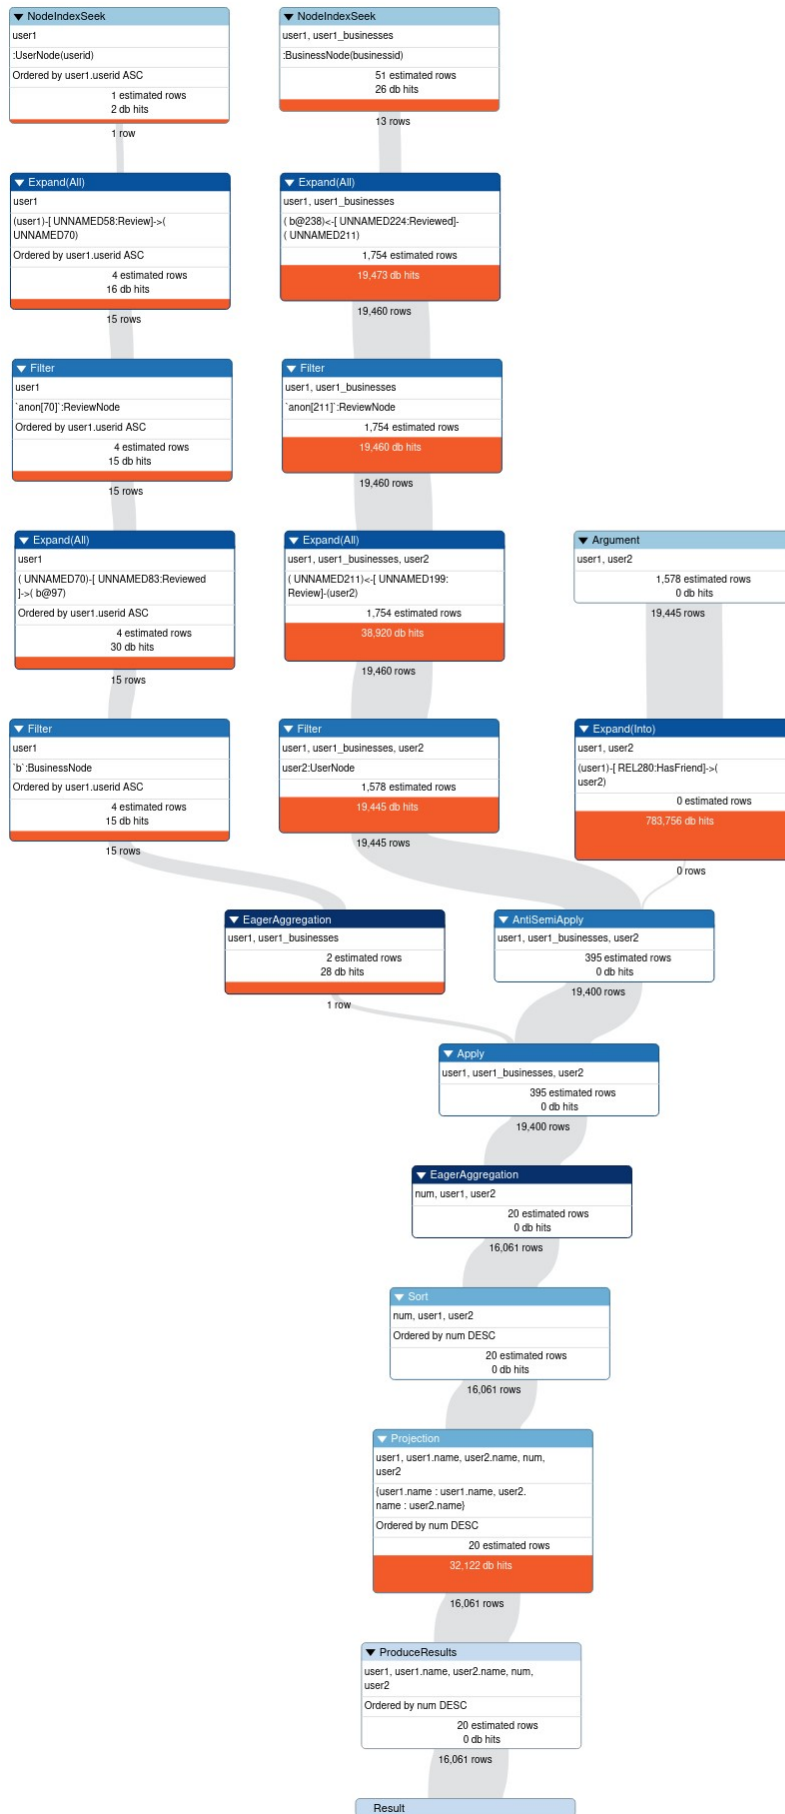 NodeIndexSeek
user1
:UserNode(userid)
Ordered by user1.userid ASC
1 estimated rows
2 db hits
1 row
NodeIndexSeek
user1, user1_businesses
:BusinessNode(businessid)
51 estimated rows
26 db hits
13 rows
Expand(All)
user1
(user1)-[ UNNAMED58:Review]->(
UNNAMED70)
Ordered by user1.userid ASC
4 estimated rows
16 db hits
15 rows
Expand(All)
user1, user1_businesses
( b@238)<-[ UNNAMED224:Reviewed]-
( UNNAMED211)
1,754 estimated rows
19,473 db hits
19,460 rows
Filter
user1
`anon[70]`:ReviewNode
Ordered by user1.userid ASC
4 estimated rows
15 db hits
15 rows
Filter
user1, user1_businesses
`anon[211]`:ReviewNode
1,754 estimated rows
19,460 db hits
19,460 rows
Expand(All)
user1
( UNNAMED70)-[ UNNAMED83:Reviewed
]->( b@97)
Ordered by user1.userid ASC
4 estimated rows
30 db hits
15 rows
Expand(All)
user1, user1_businesses, user2
( UNNAMED211)<-[ UNNAMED199:
Review]-(user2)
1,754 estimated rows
38,920 db hits
19,460 rows
Argument
user1, user2
1,578 estimated rows
0 db hits
19,445 rows
Filter
user1
`b`:BusinessNode
Ordered by user1.userid ASC
4 estimated rows
15 db hits
15 rows
Filter
user1, user1_businesses, user2
user2:UserNode
1,578 estimated rows
19,445 db hits
19,445 rows
Expand(Into)
user1, user2
(user1)-[ REL280:HasFriend]->(
user2)
0 estimated rows
783,756 db hits
0 rows
EagerAggregation
user1, user1_businesses
2 estimated rows
28 db hits
1 row
AntiSemiApply
user1, user1_businesses, user2
395 estimated rows
0 db hits
19,400 rows
Apply
user1, user1_businesses, user2
395 estimated rows
0 db hits
19,400 rows
EagerAggregation
num, user1, user2
20 estimated rows
0 db hits
16,061 rows
Sort
num, user1, user2
Ordered by num DESC
20 estimated rows
0 db hits
16,061 rows
Projection
user1, user1.name, user2.name, num,
user2
{user1.name : user1.name, user2.
name : user2.name}
Ordered by num DESC
20 estimated rows
32,122 db hits
16,061 rows
ProduceResults
user1, user1.name, user2.name, num,
user2
Ordered by num DESC
20 estimated rows
0 db hits
16,061 rows
Result